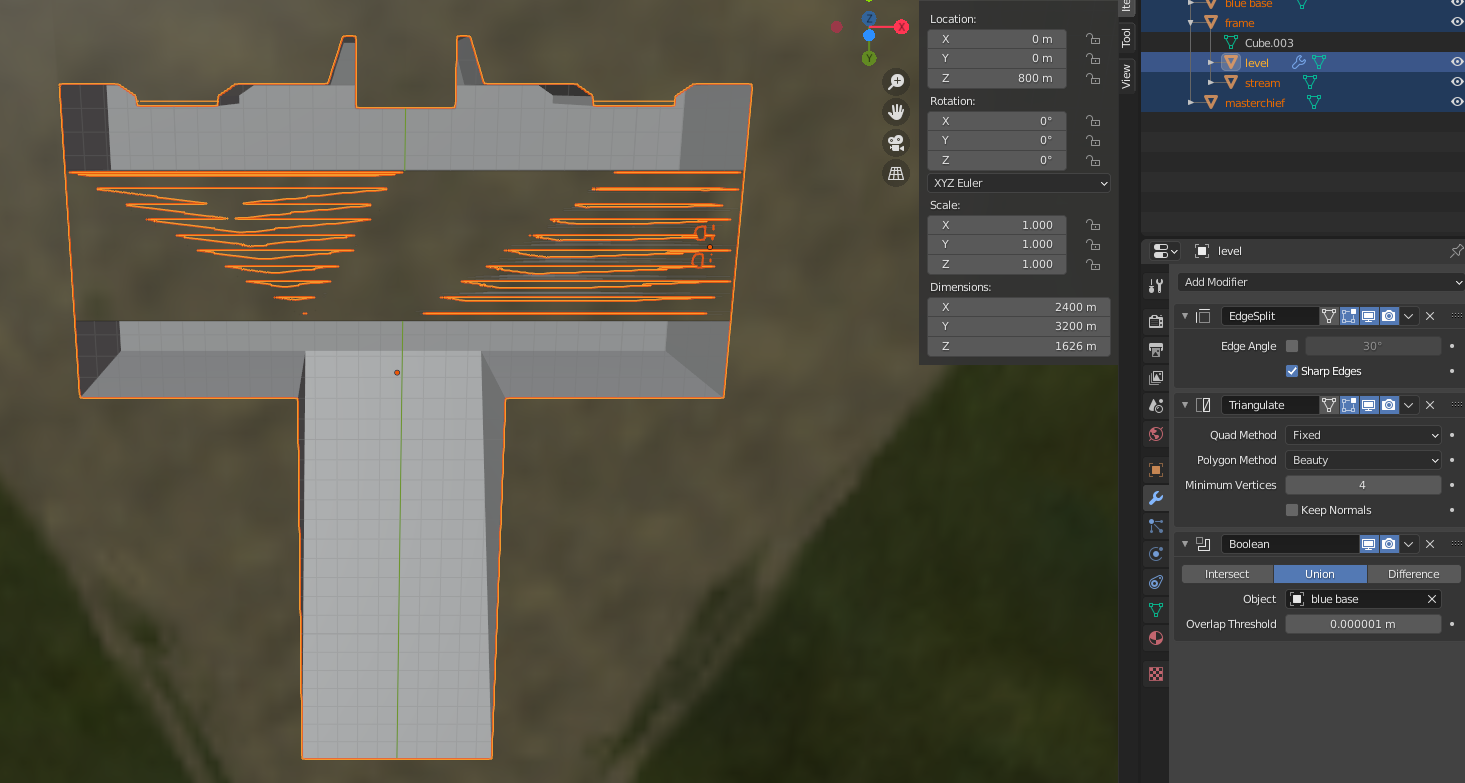 Location:
X 0 m
Y 0 m
Z 800 m
Rotation:
X 0°
Y 0°
Z 0°
XYZ Euler
Scale:
X 1.000
Y 1.000
Z 1.000
Dimensions:
X 2400 m
Y 3200 m
Z 1626 m
Z
X
Y
Tool
View
blue base
frame
Cube.003
level
stream
masterchief
level
Add Modifier
EdgeSplit
Edge Angle 30°
Sharp Edges
Triangulate
Quad Method Fixed
Polygon Method Beauty
Minimum Vertices 4
Keep Normals
Boolean
Intersect Union Difference
Object blue base
Overlap Threshold 0.000001 m